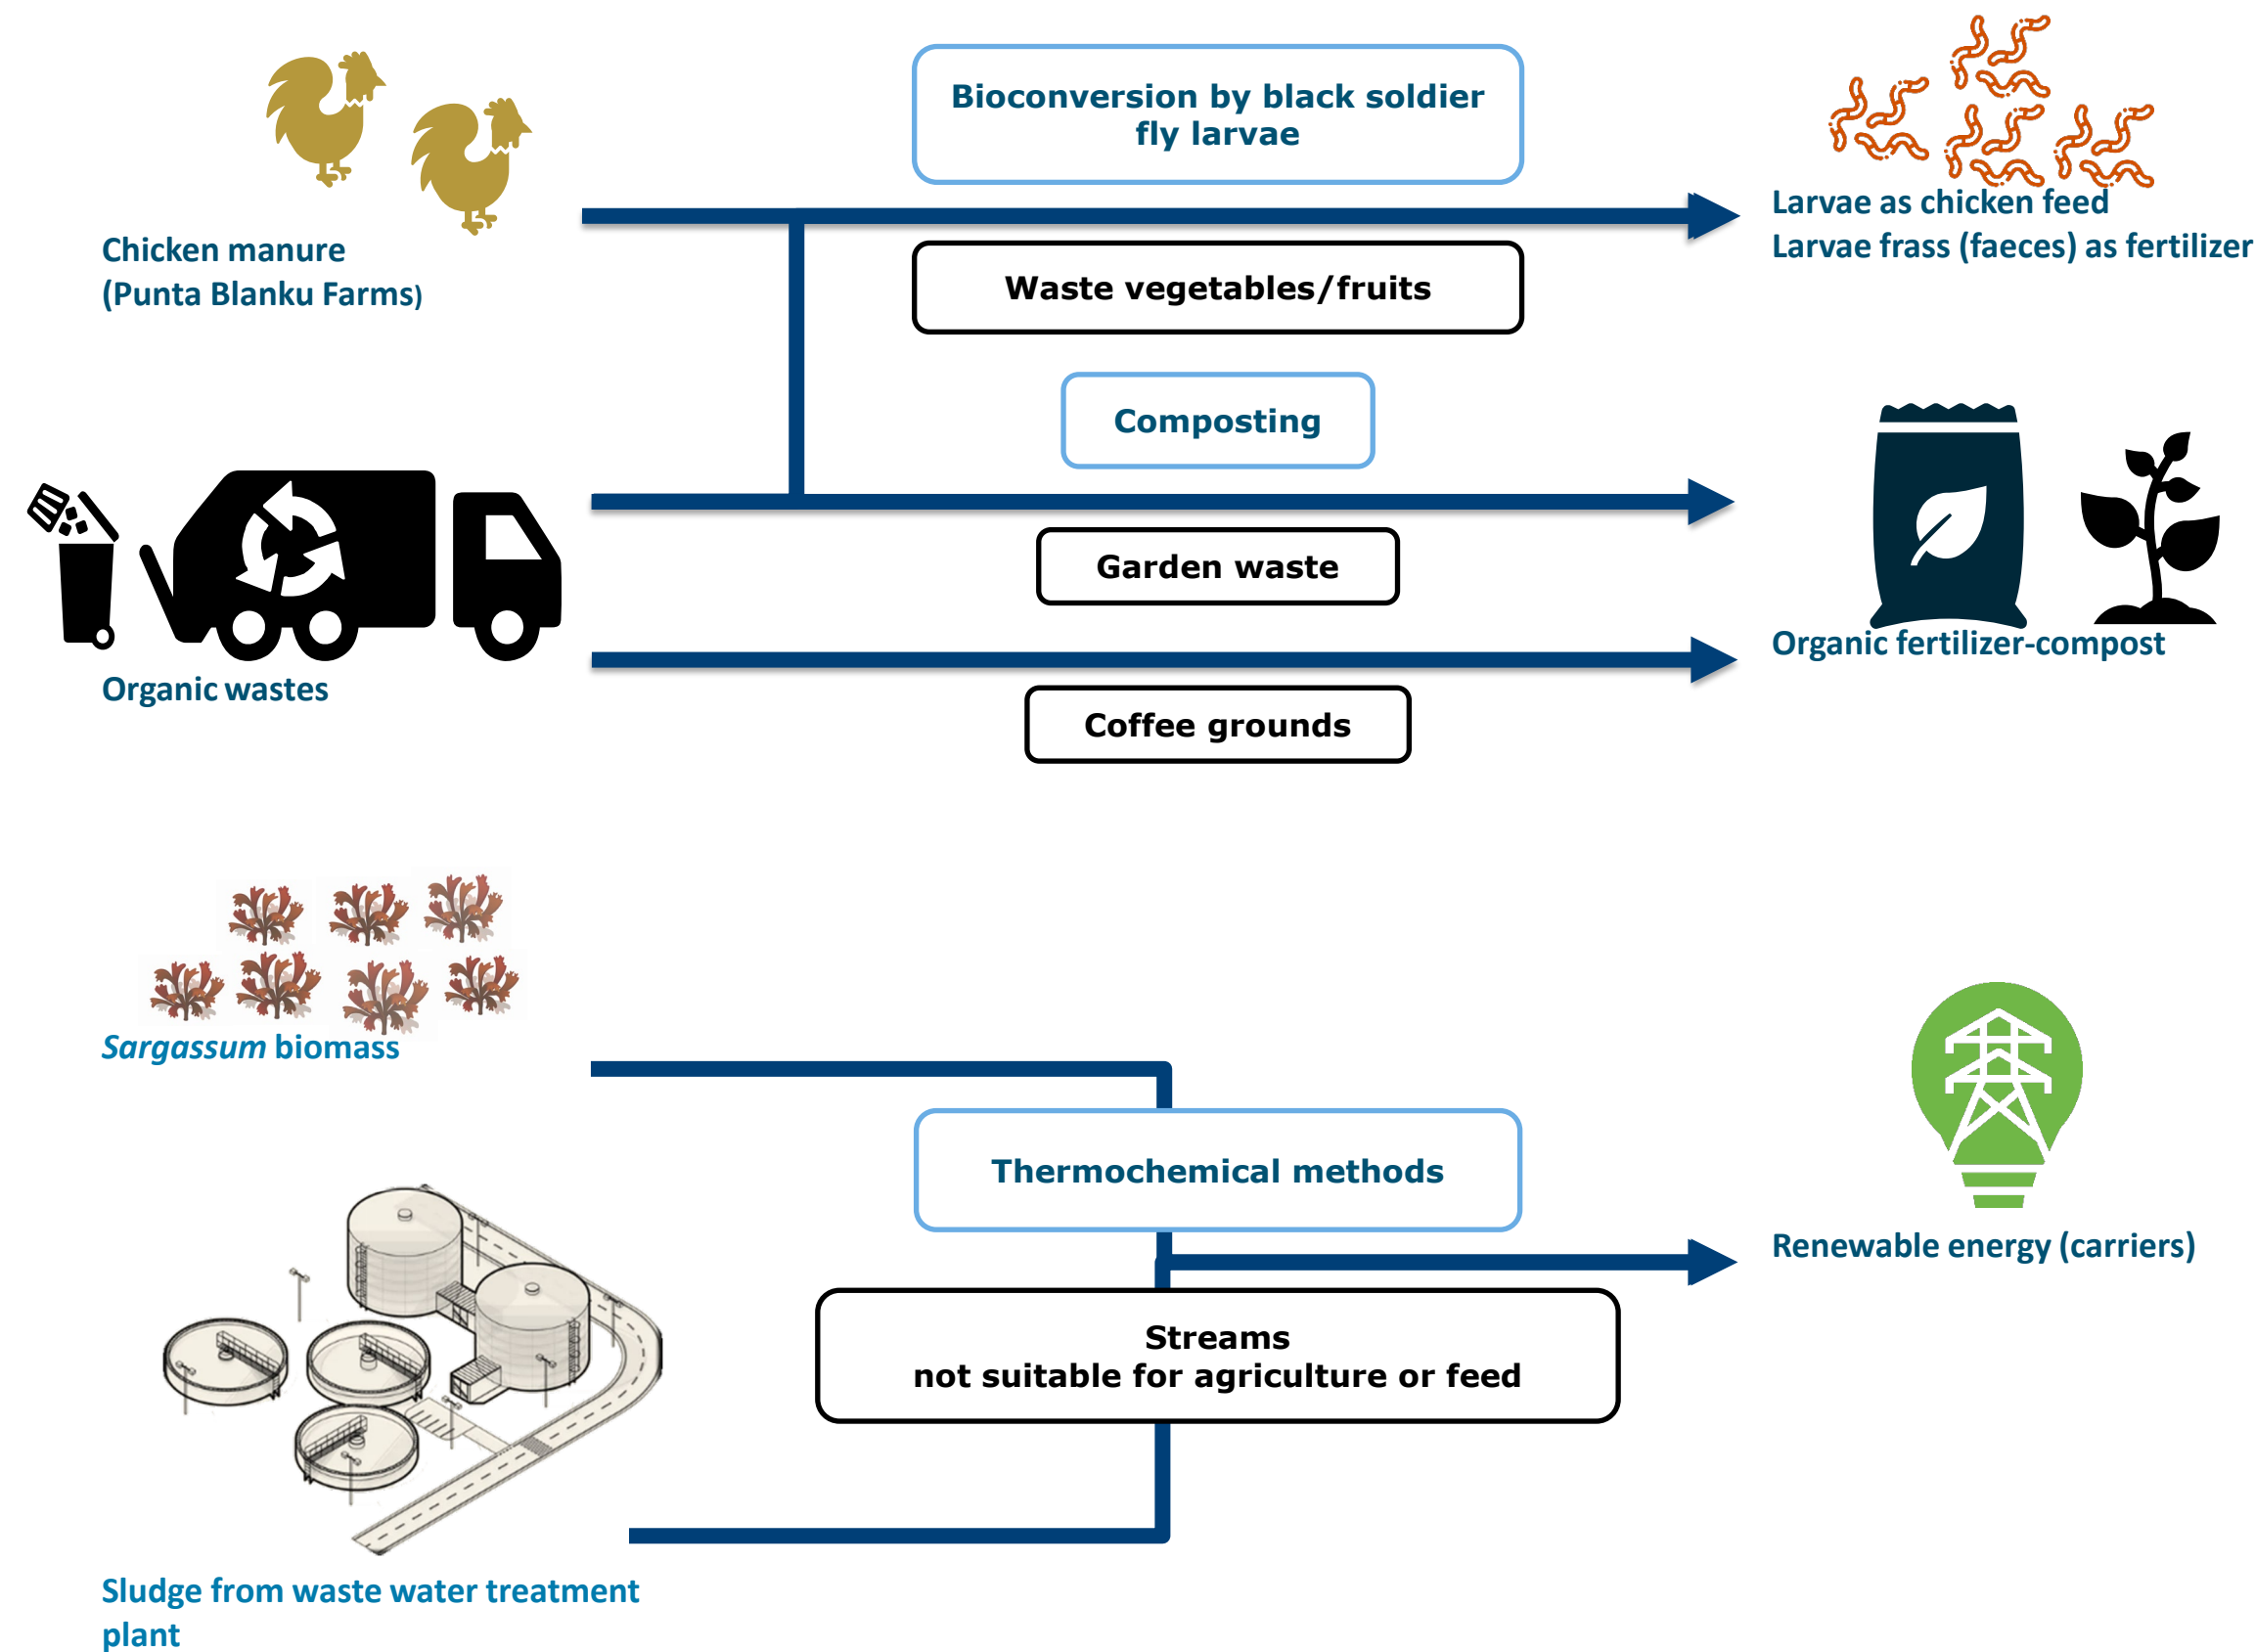 Bioconversion by black soldier
fly larvae
Chicken manure
(Punta Blanku Farms)
Waste vegetables/fruits
Larvae as chicken feed
Larvae frass (faeces) as fertilizer
Composting
Garden waste
Organic wastes
Coffee grounds
Organic fertilizer-compost
Sargassum biomass
Thermochemical methods
Streams
not suitable for agriculture or feed
Renewable energy (carriers)
Sludge from waste water treatment
plant